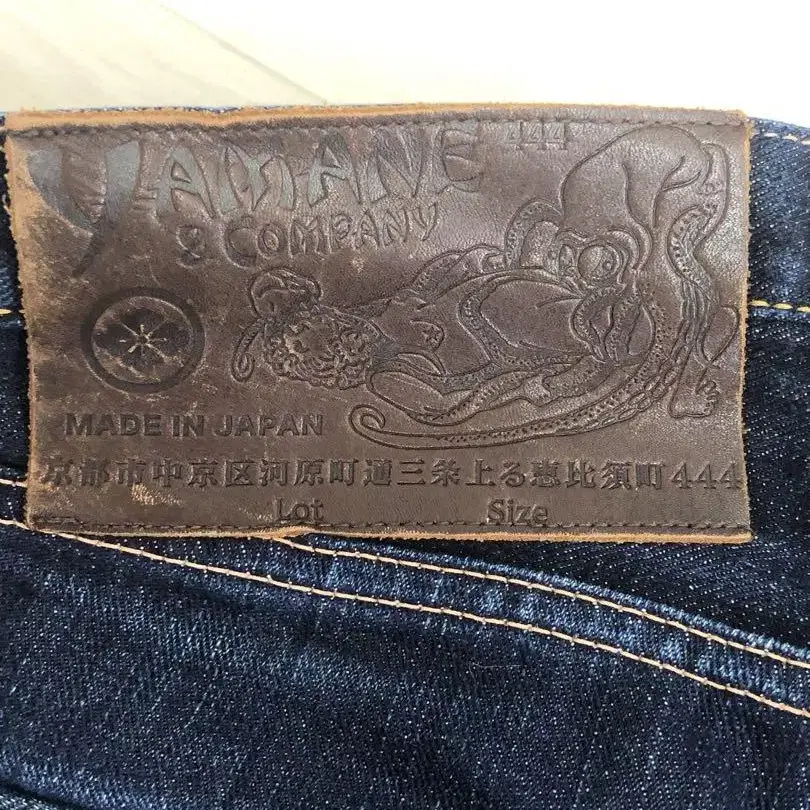 YAMANE 444
& COMPANY
MADE IN JAPAN
京都市中京区河原町通三条上る恵比須町444
Lot Size